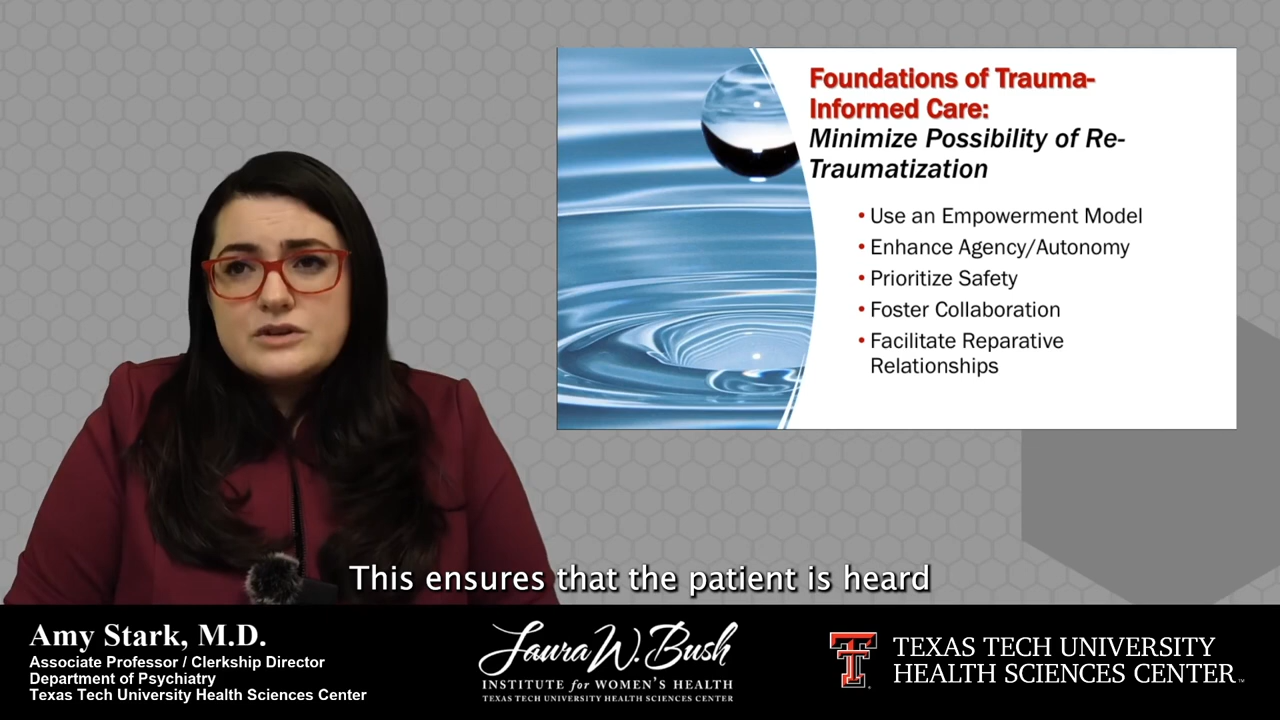 Foundations of Trauma-
Informed Care:
Minimize Possibility of Re-
Traumatization
• Use an Empowerment Model
• Enhance Agency/Autonomy
• Prioritize Safety
• Foster Collaboration
• Facilitate Reparative
Relationships
This ensures that the patient is heard
Amy Stark, M.D.
Associate Professor / Clerkship Director
Department of Psychiatry
Texas Tech University Health Sciences Center
Laura W. Bush
INSTITUTE for WOMEN'S HEALTH
TEXAS TECH UNIVERSITY HEALTH SCIENCES CENTER
TEXAS TECH UNIVERSITY
HEALTH SCIENCES CENTER™